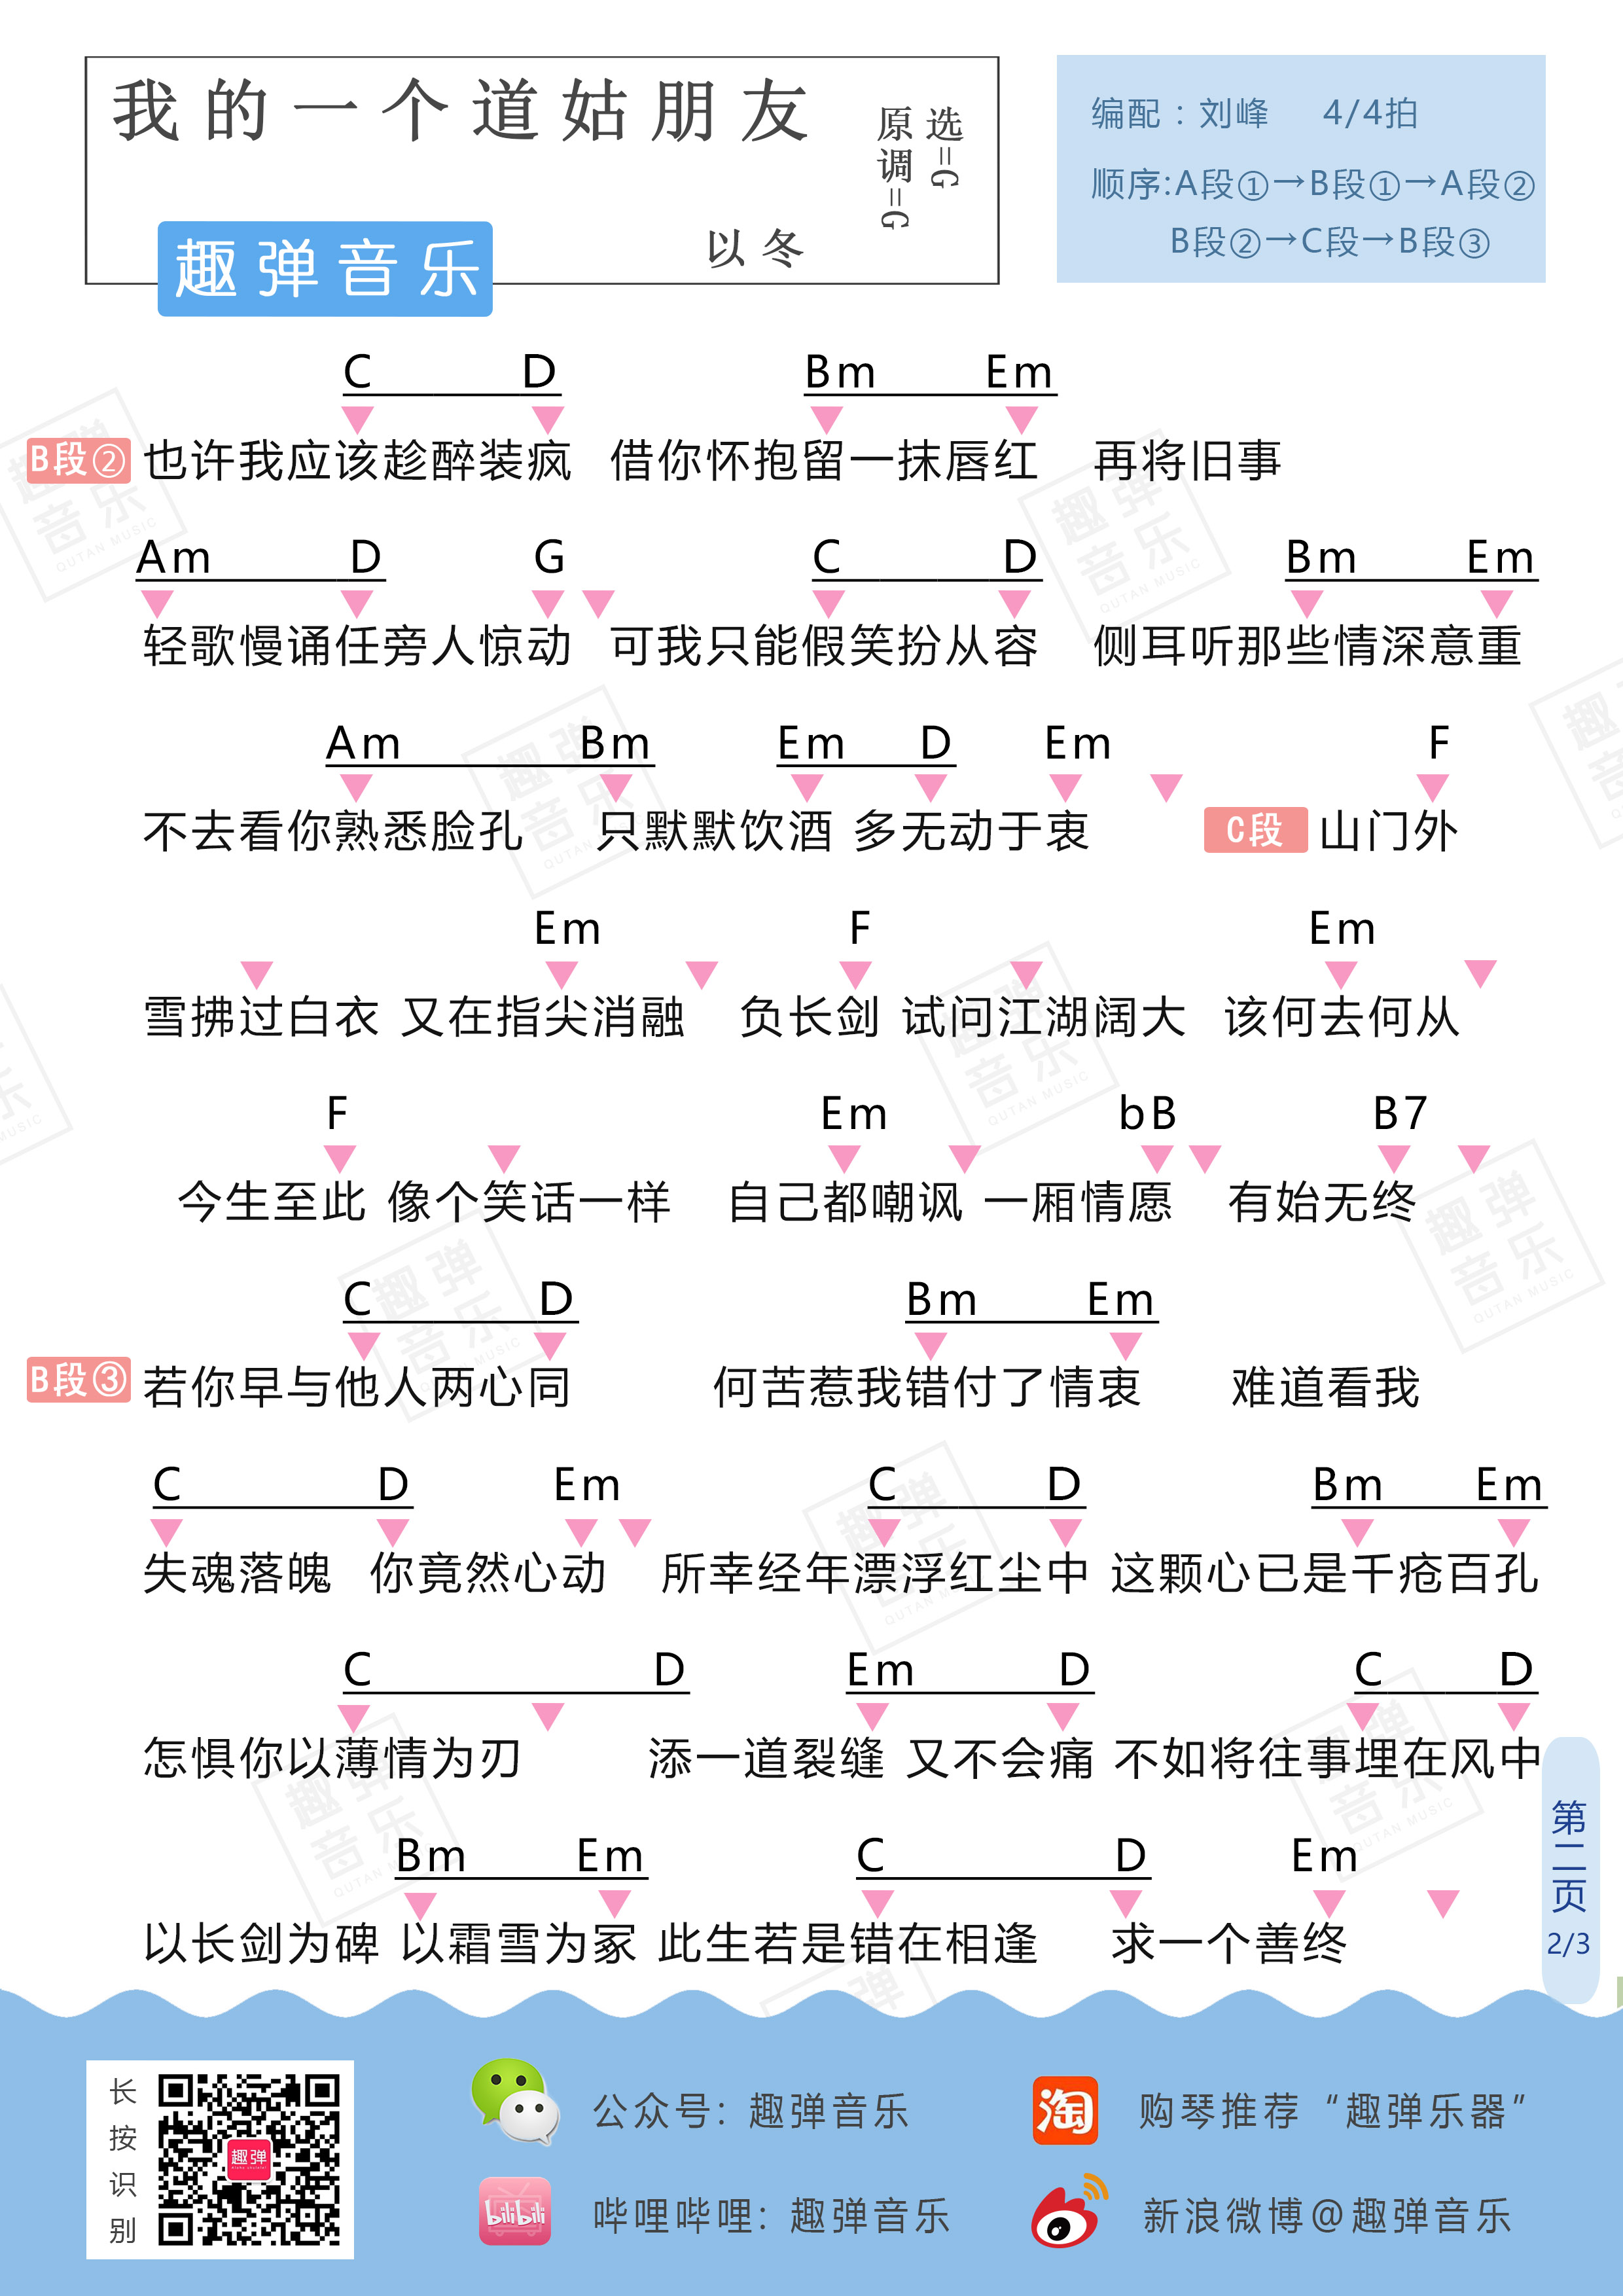 我的一个道姑朋友
原调=G
选=G
以冬
趣弹音乐
编配：刘峰 4/4拍
顺序:A段①→B段①→A段②
B段②→C段→B段③
C D Bm Em
B段② 也许我应该趁醉装疯 借你怀抱留一抹唇红 再将旧事
Am D G C D Bm Em
轻歌慢诵任旁人惊动 可我只能假笑扮从容 侧耳听那些情深意重
Am Bm Em D Em F
不去看你熟悉脸孔 只默默饮酒 多无动于衷 C段 山门外
Em F Em
雪拂过白衣 又在指尖消融 负长剑 试问江湖阔大 该何去何从
F Em bB B7
今生至此 像个笑话一样 自己都嘲讽 一厢情愿 有始无终
C D Bm Em
B段③ 若你早与他人两心同 何苦惹我错付了情衷 难道看我
C D Em C D Bm Em
失魂落魄 你竟然心动 所幸经年漂浮红尘中 这颗心已是千疮百孔
C D Em D C D
怎惧你以薄情为刃 添一道裂缝 又不会痛 不如将往事埋在风中
Bm Em C D Em
以长剑为碑 以霜雪为冢 此生若是错在相逢 求一个善终
第二页
2/3
长按识别
趣弹
公众号: 趣弹音乐
淘
购琴推荐 “趣弹乐器”
bilibili
哔哩哔哩: 趣弹音乐
新浪微博@趣弹音乐
趣弹音乐
QUTAN MUSIC